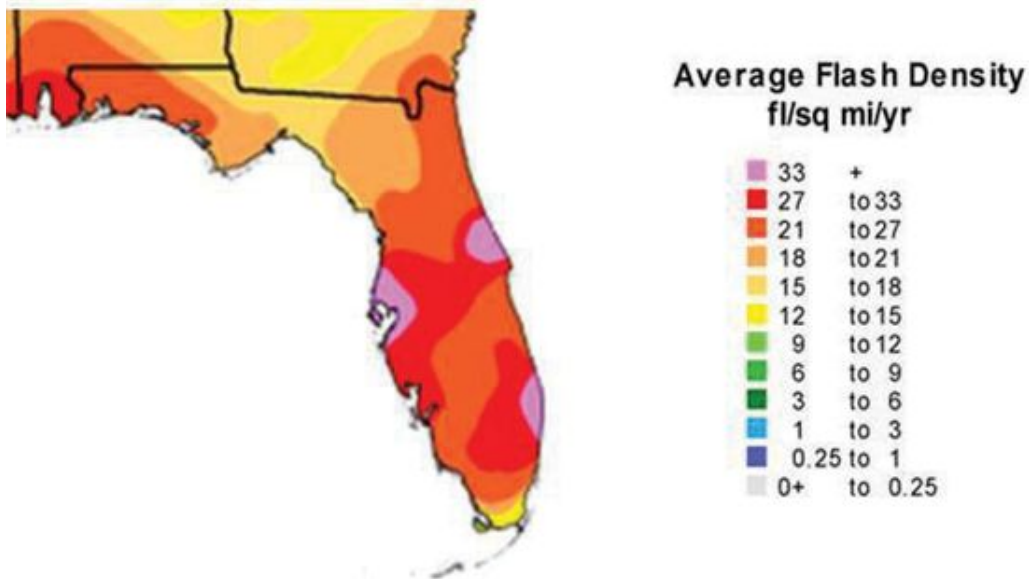 Average Flash Density
fl/sq mi/yr
33 +
27 to 33
21 to 27
18 to 21
15 to 18
12 to 15
9 to 12
6 to 9
3 to 6
1 to 3
0.25 to 1
0+ to 0.25